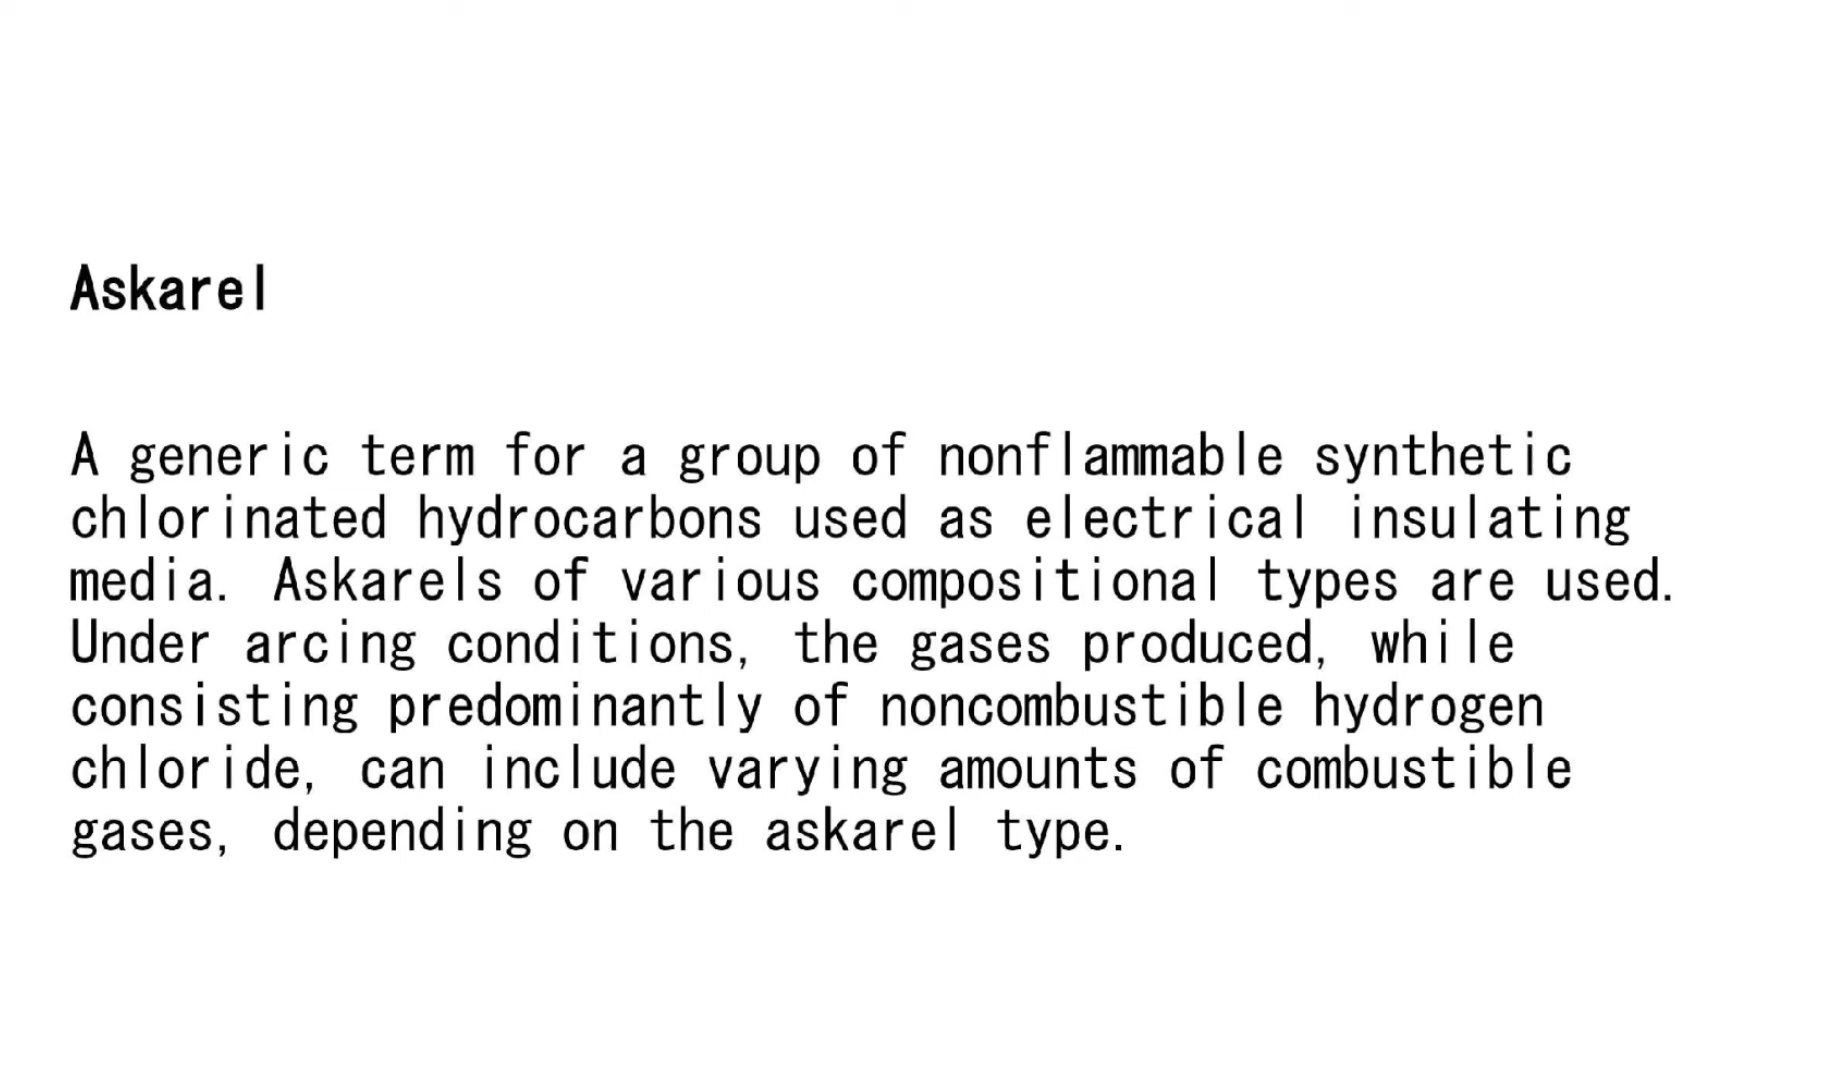 Askarel
A generic term for a group of nonflammable synthetic
chlorinated hydrocarbons used as electrical insulating
media. Askarels of various compositional types are used.
Under arcing conditions, the gases produced, while
consisting predominantly of noncombustible hydrogen
chloride, can include varying amounts of combustible
gases, depending on the askarel type.